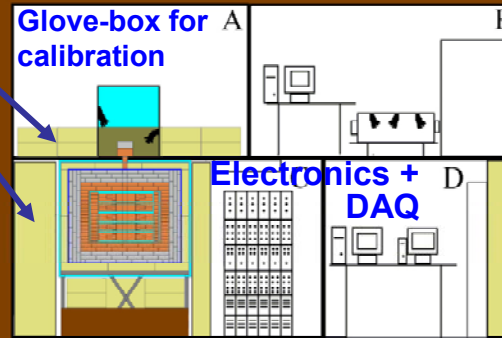 Glove-box for
calibration
A
Electronics +
DAQ
D